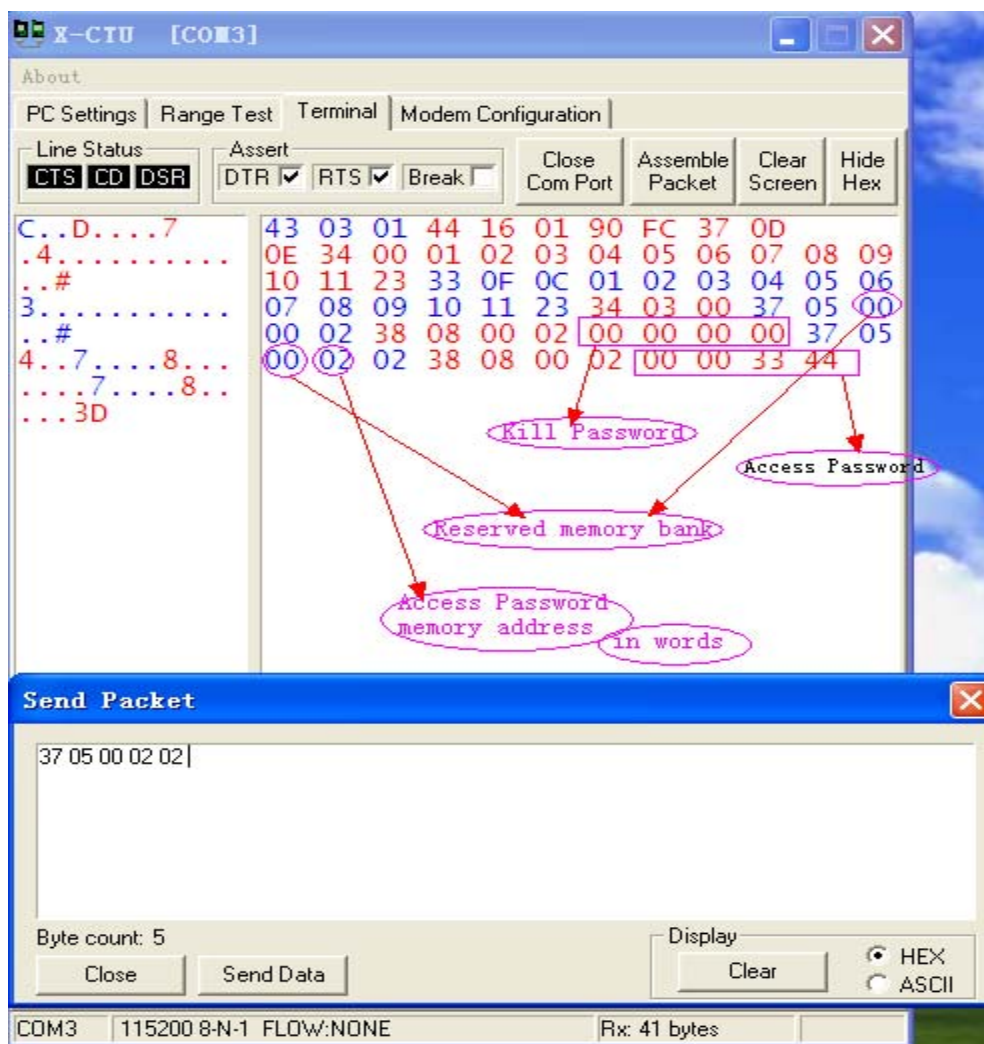 X-CTU [COM3]
About
PC Settings Range Test Terminal Modem Configuration
Line Status Assert
CTS CD DSR DTR RTS Break Close Com Port Assemble Packet Clear Screen Hide Hex
C..D....7
.4..........
..#
3...........
..#
4..7....8...
....7....8..
...3D
43 03 01 44 16 01 90 FC 37 0D
0E 34 00 01 02 03 04 05 06 07 08 09
10 11 23 33 0F 0C 01 02 03 04 05 06
07 08 09 10 11 23 34 03 00 37 05 00
00 02 38 08 00 02 00 00 00 00 37 05
00 02 02 38 08 00 02 00 00 33 44
Kill Password
Access Password
Reserved memory bank
Access Password
memory address
in words
Send Packet
37 05 00 02 02
Byte count: 5
Close Send Data
Display
Clear
HEX
ASCII
COM3 115200 8-N-1 FLOW:NONE Rx: 41 bytes